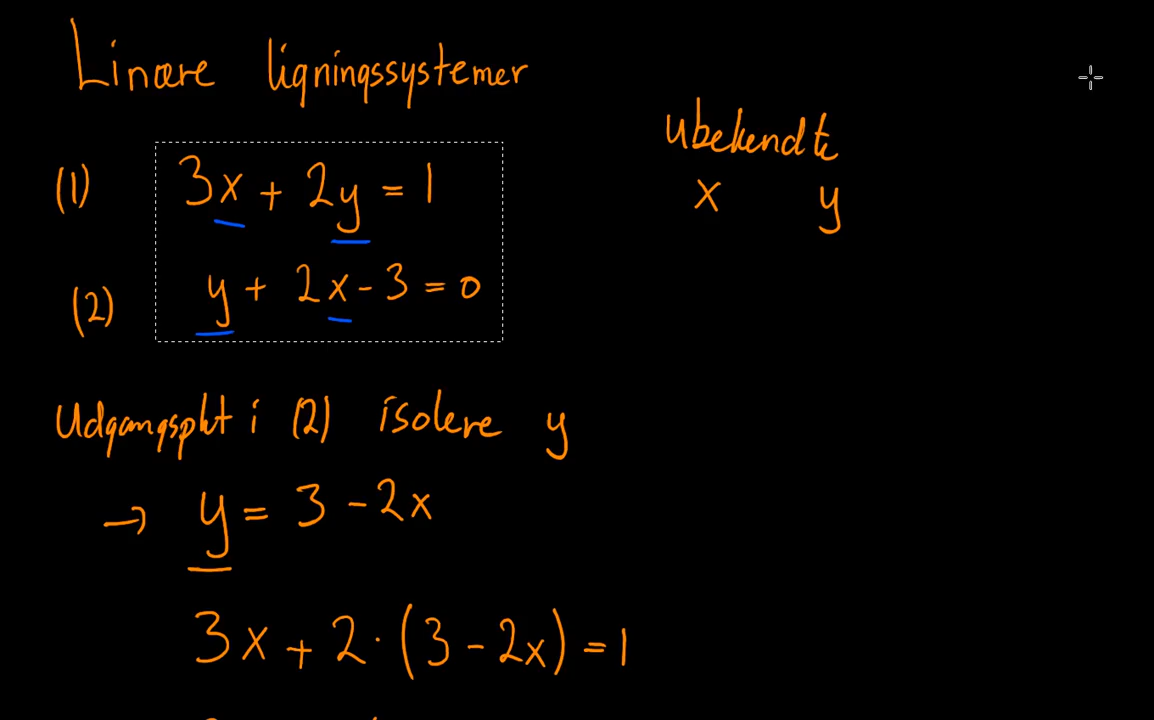 Linære ligningssystemer
Ubekendte
x y
(1) 3x + 2y = 1
(2) y + 2x - 3 = 0
Udgangspkt i (2) isolere y
→ y = 3 - 2x
3x + 2 · (3 - 2x) = 1